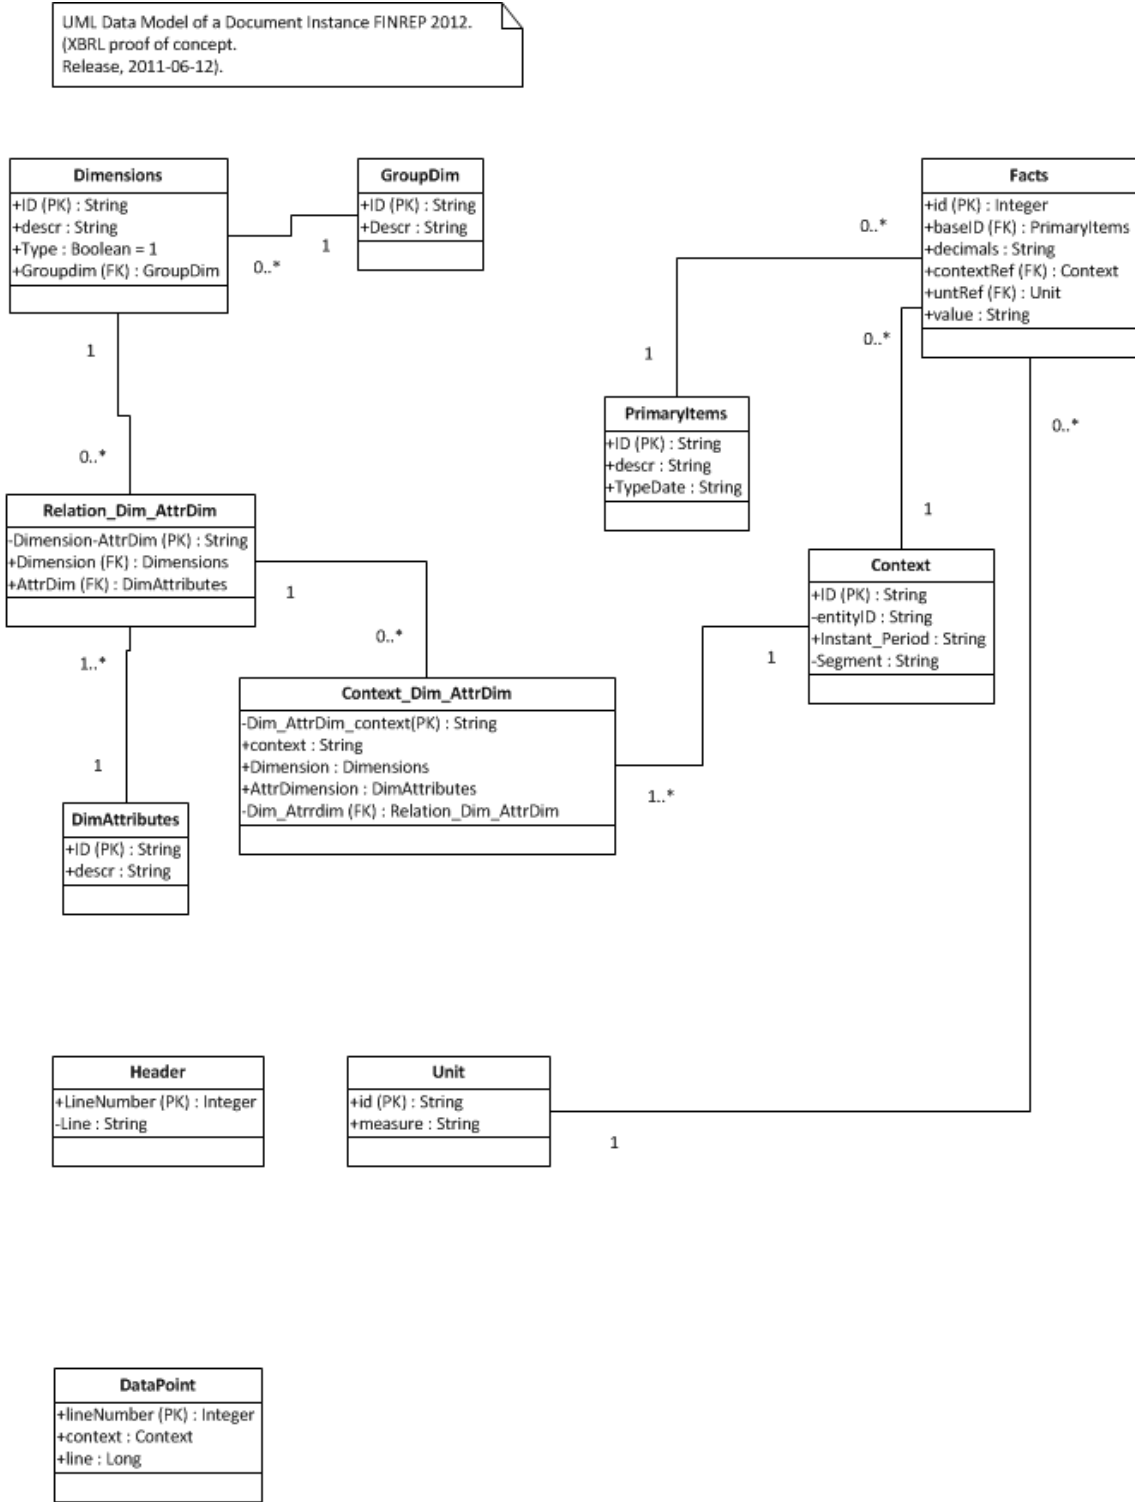 UML Data Model of a Document Instance FINREP 2012.
(XBRL proof of concept.
Release, 2011-06-12).
Dimensions
+ID (PK) : String
+descr : String
+Type : Boolean = 1
+Groupdim (FK) : GroupDim
GroupDim
+ID (PK) : String
+Descr : String
1
0..*
Facts
+id (PK) : Integer
+baseID (FK) : PrimaryItems
+decimals : String
+contextRef (FK) : Context
+untRef (FK) : Unit
+value : String
0..*
0..*
0..*
1
1
0..*
PrimaryItems
+ID (PK) : String
+descr : String
+TypeDate : String
1
Relation_Dim_AttrDim
-Dimension-AttrDim (PK) : String
+Dimension (FK) : Dimensions
+AttrDim (FK) : DimAttributes
1
0..*
Context
+ID (PK) : String
-entityID : String
+Instant_Period : String
-Segment : String
1
1..*
1..*
1
Context_Dim_AttrDim
-Dim_AttrDim_context(PK) : String
+context : String
+Dimension : Dimensions
+AttrDimension : DimAttributes
-Dim_Atrrdim (FK) : Relation_Dim_AttrDim
DimAttributes
+ID (PK) : String
+descr : String
Header
+LineNumber (PK) : Integer
-Line : String
Unit
+id (PK) : String
+measure : String
1
DataPoint
+lineNumber (PK) : Integer
+context : Context
+line : Long